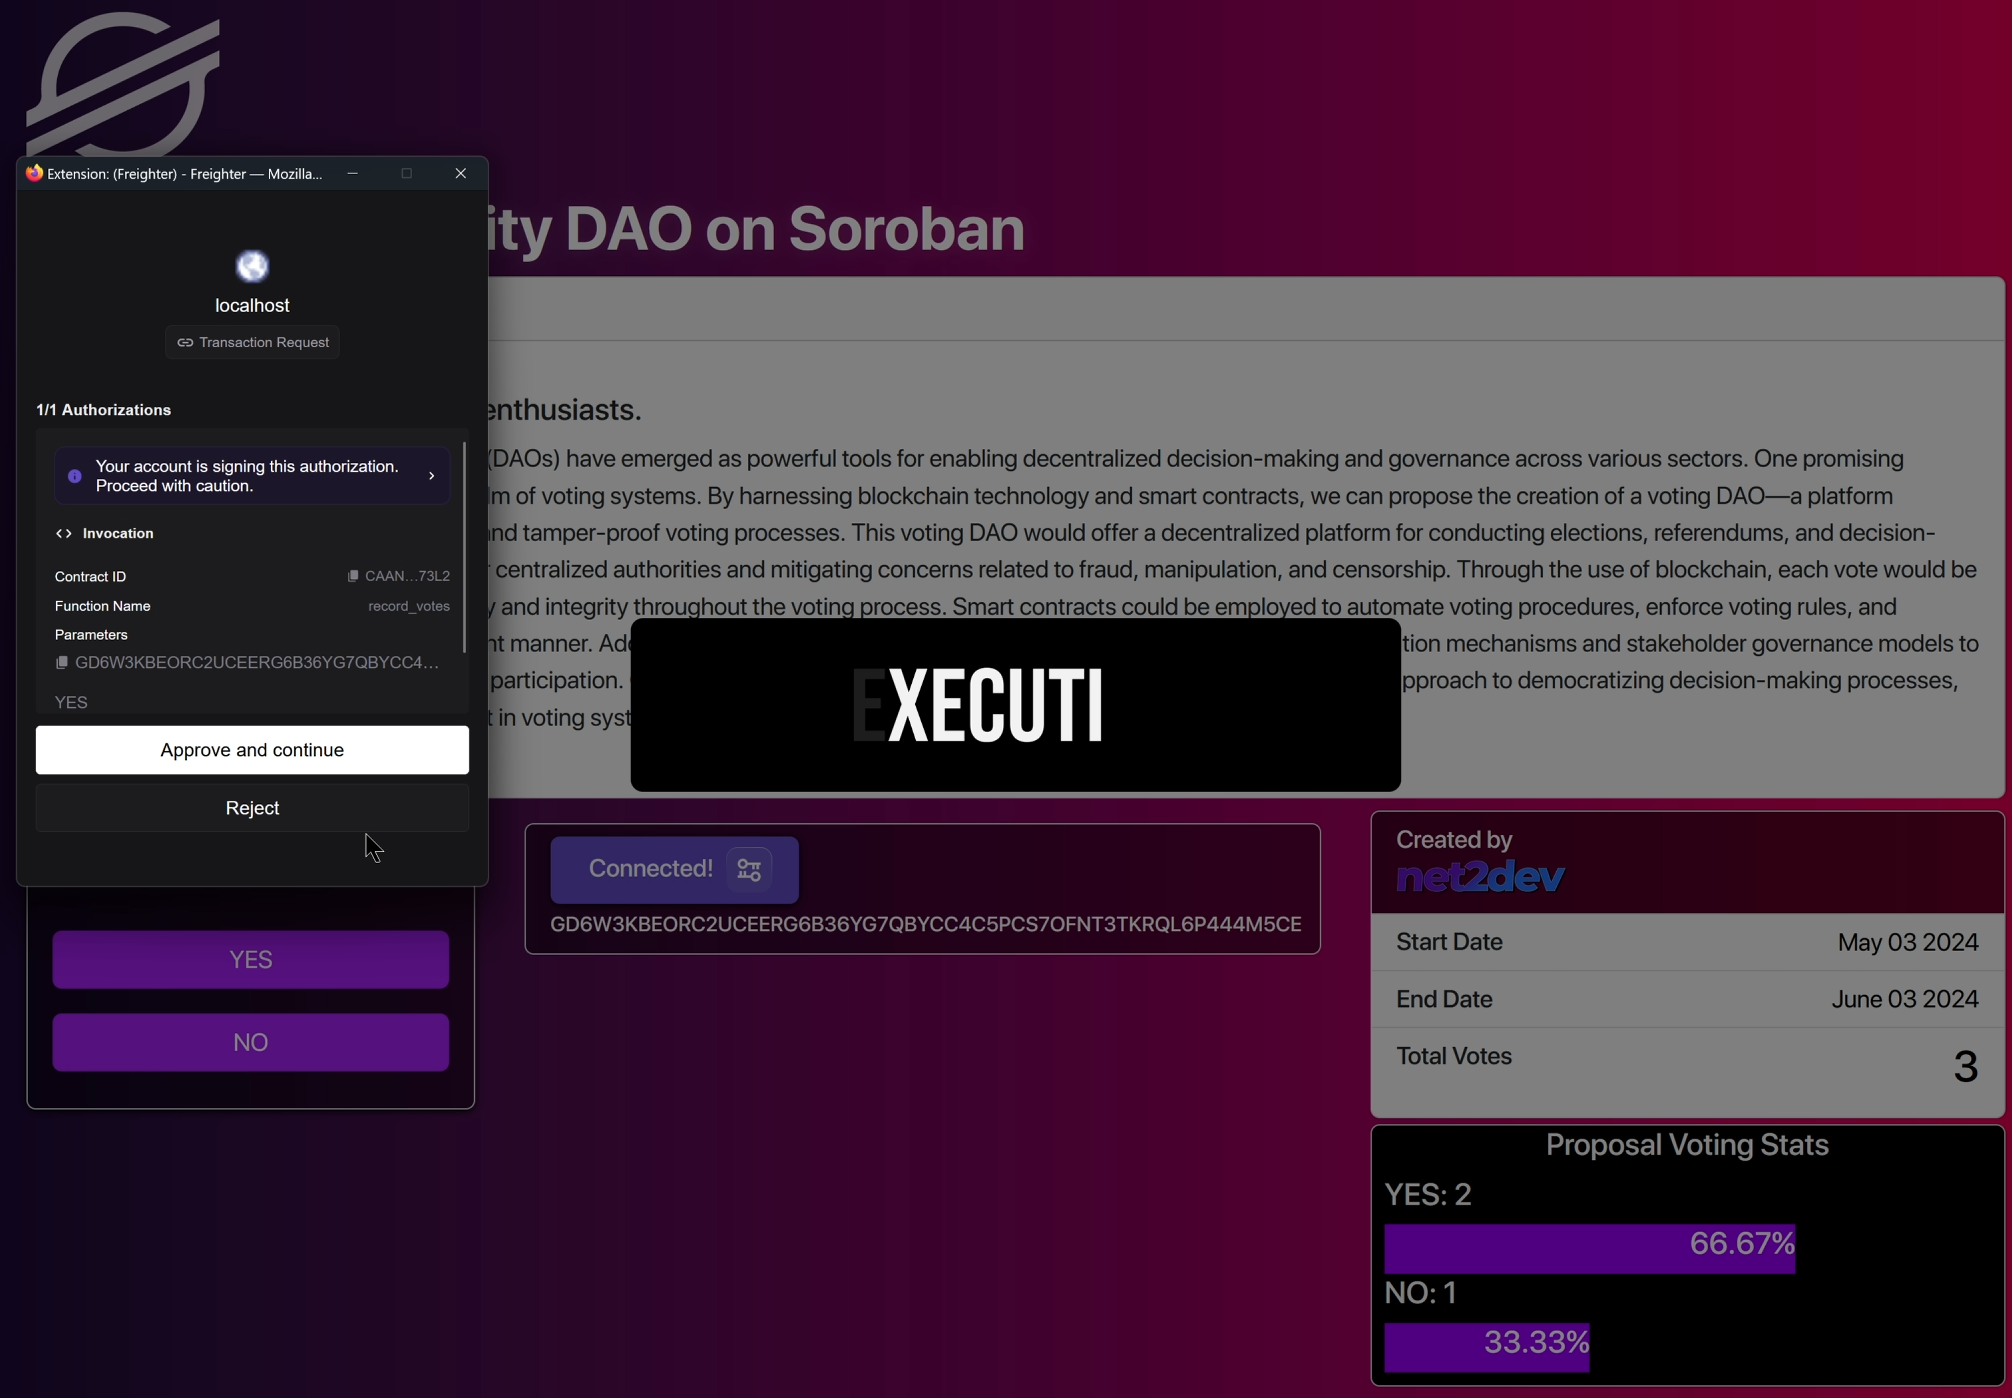 Extension: (Freighter) - Freighter — Mozilla...
ity DAO on Soroban
localhost
Transaction Request
1/1 Authorizations
Your account is signing this authorization.
Proceed with caution.
Invocation
Contract ID
CAAN...73L2
Function Name
record_votes
Parameters
GD6W3KBEORC2UCEERG6B36YG7QBYCC4...
YES
Approve and continue
Reject
enthusiasts.
(DAOs) have emerged as powerful tools for enabling decentralized decision-making and governance across various sectors. One promising
lm of voting systems. By harnessing blockchain technology and smart contracts, we can propose the creation of a voting DAO—a platform
nd tamper-proof voting processes. This voting DAO would offer a decentralized platform for conducting elections, referendums, and decision-
centralized authorities and mitigating concerns related to fraud, manipulation, and censorship. Through the use of blockchain, each vote would be
y and integrity throughout the voting process. Smart contracts could be employed to automate voting procedures, enforce voting rules, and
nt manner. Ad tion mechanisms and stakeholder governance models to
participation. pproach to democratizing decision-making processes,
t in voting syst
EXECUTI
YES
NO
Connected!
GD6W3KBEORC2UCEERG6B36YG7QBYCC4C5PCS7OFNT3TKRQL6P444M5CE
Created by
net2dev
Start Date May 03 2024
End Date June 03 2024
Total Votes 3
Proposal Voting Stats
YES: 2
66.67%
NO: 1
33.33%